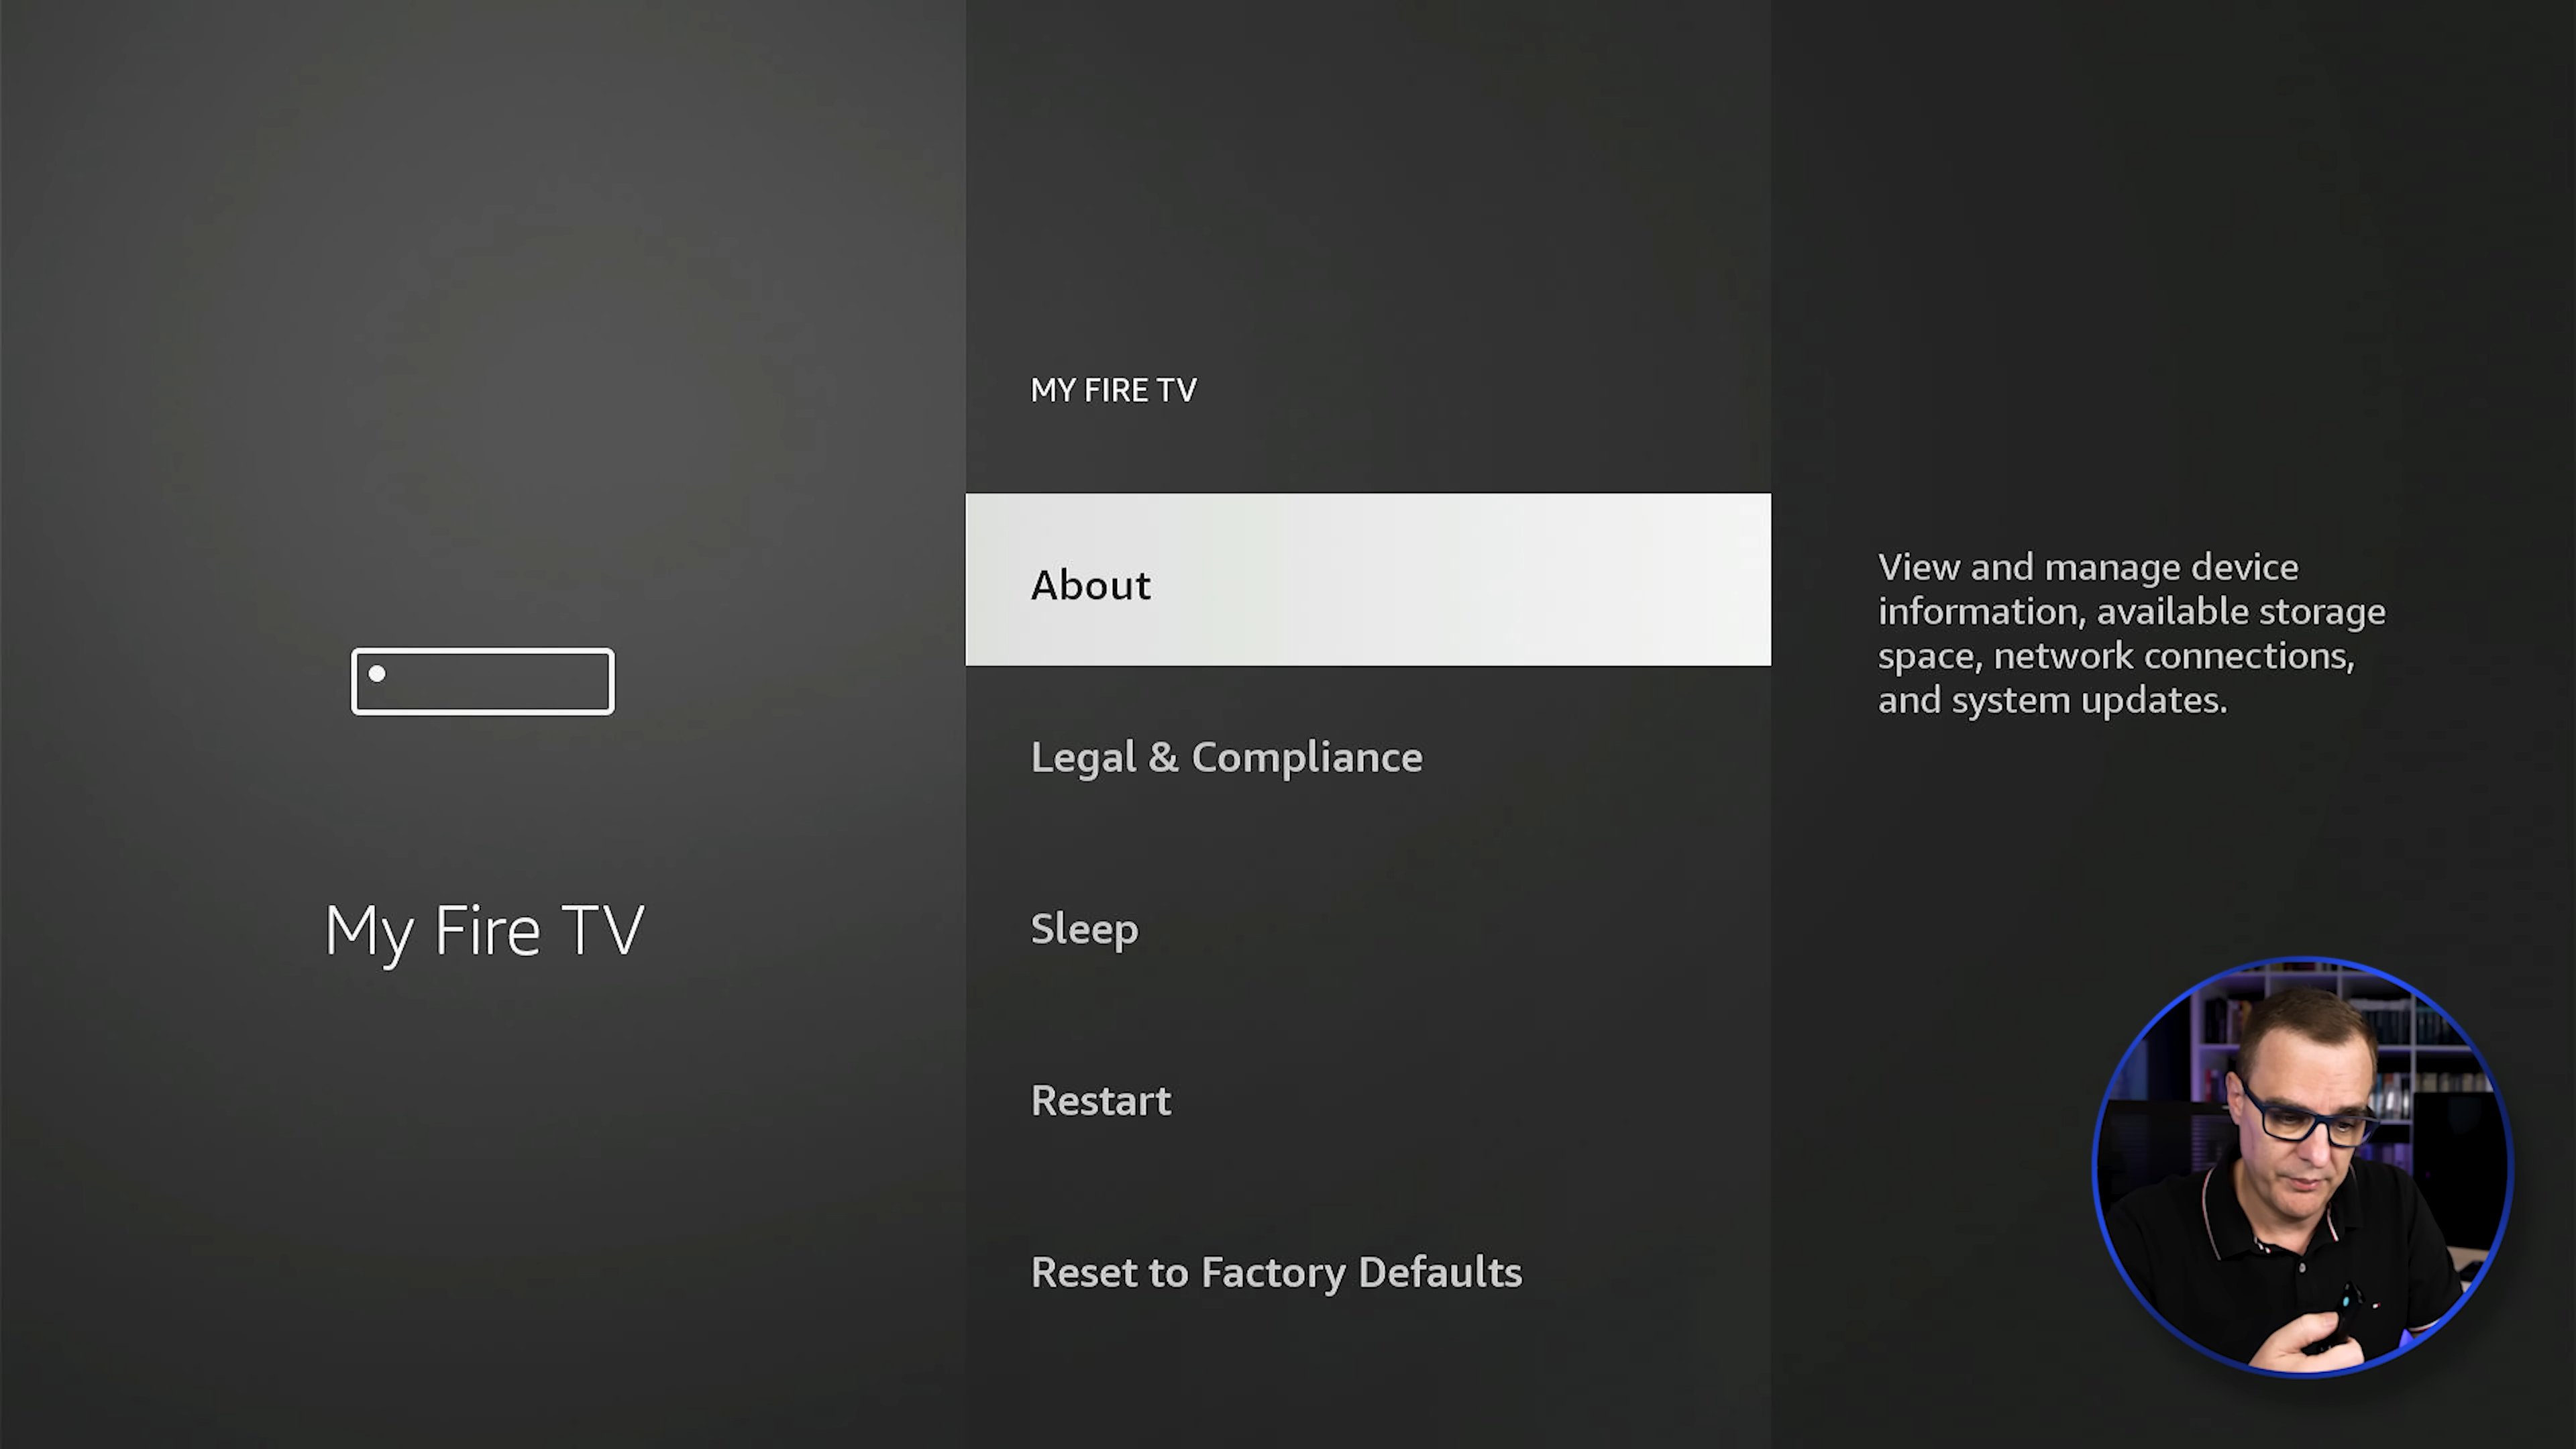 MY FIRE TV
About
Legal & Compliance
Sleep
Restart
Reset to Factory Defaults
My Fire TV
View and manage device
information, available storage
space, network connections,
and system updates.